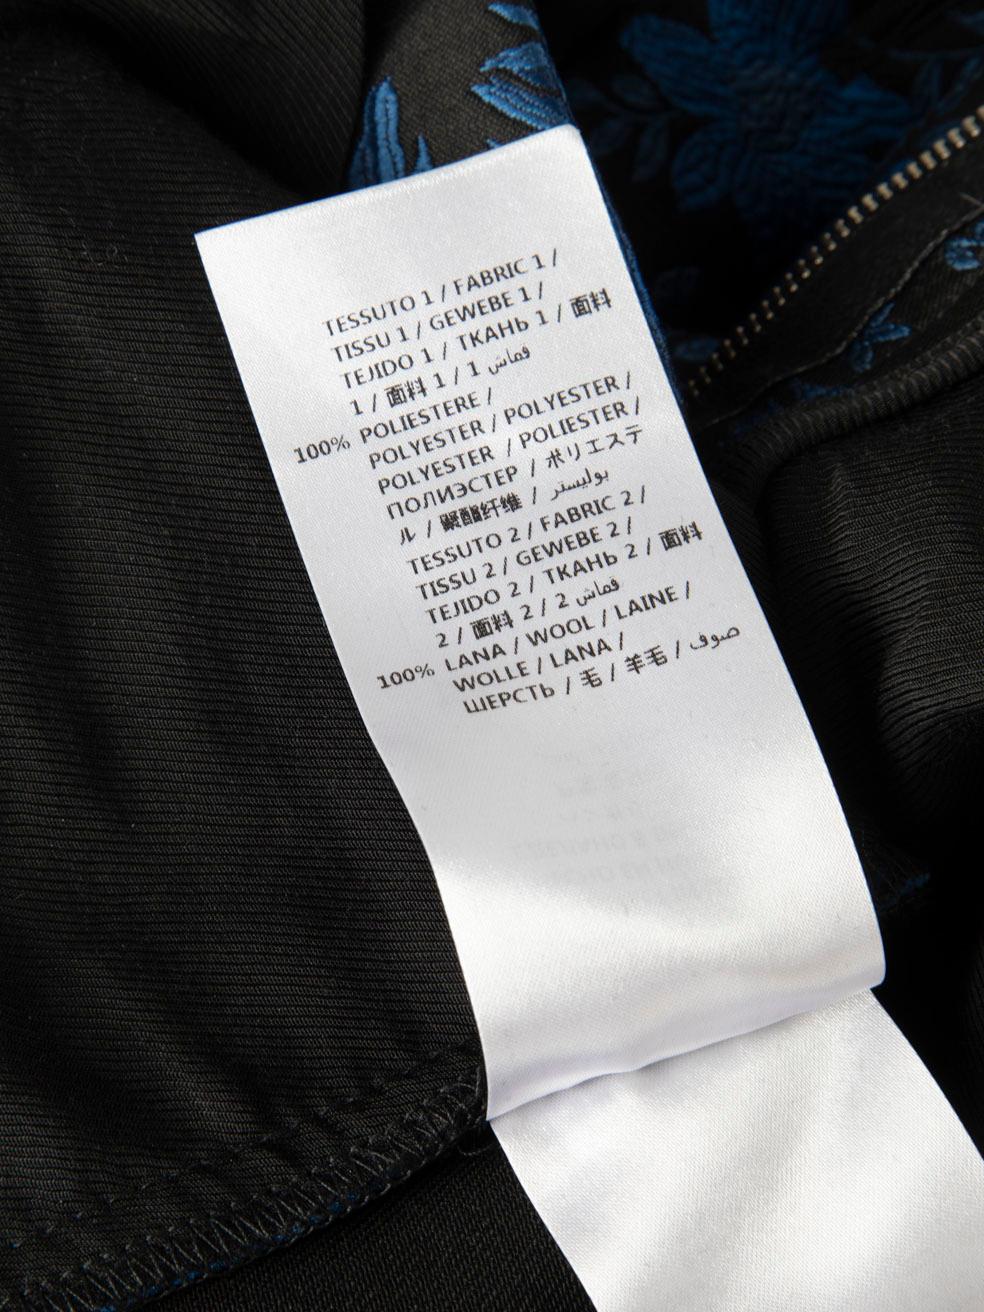 TESSUTO 1 / FABRIC 1 /
TISSU 1 / GEWEBE 1 /
TEJIDO 1 / ТКАНЬ 1 / 面料
1 / 面料 1 / 1 قماش
100% POLIESTERE /
POLYESTER / POLYESTER /
POLYESTER / POLIESTER /
ПОЛИЭСТЕР / ポリエステ
ル / 聚酯纤维 / بوليستر
TESSUTO 2 / FABRIC 2 /
TISSU 2 / GEWEBE 2 /
TEJIDO 2 / ТКАНЬ 2 / 面料
2 / 面料 2 / 2 قماش
100% LANA / WOOL / LAINE /
WOLLE / LANA /
ШЕРСТЬ / 毛 / 羊毛 / صوف